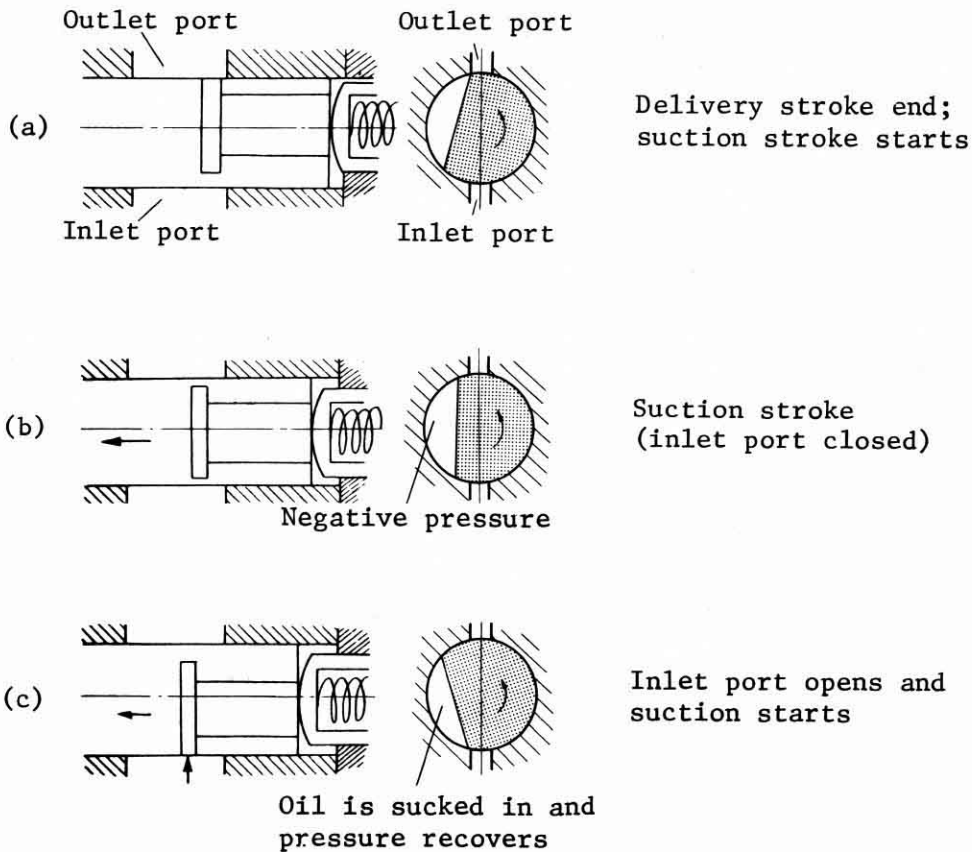 Outlet port
Outlet port
(a)
Delivery stroke end;
suction stroke starts
Inlet port
Inlet port
(b)
Suction stroke
(inlet port closed)
Negative pressure
(c)
Inlet port opens and
suction starts
Oil is sucked in and
pressure recovers